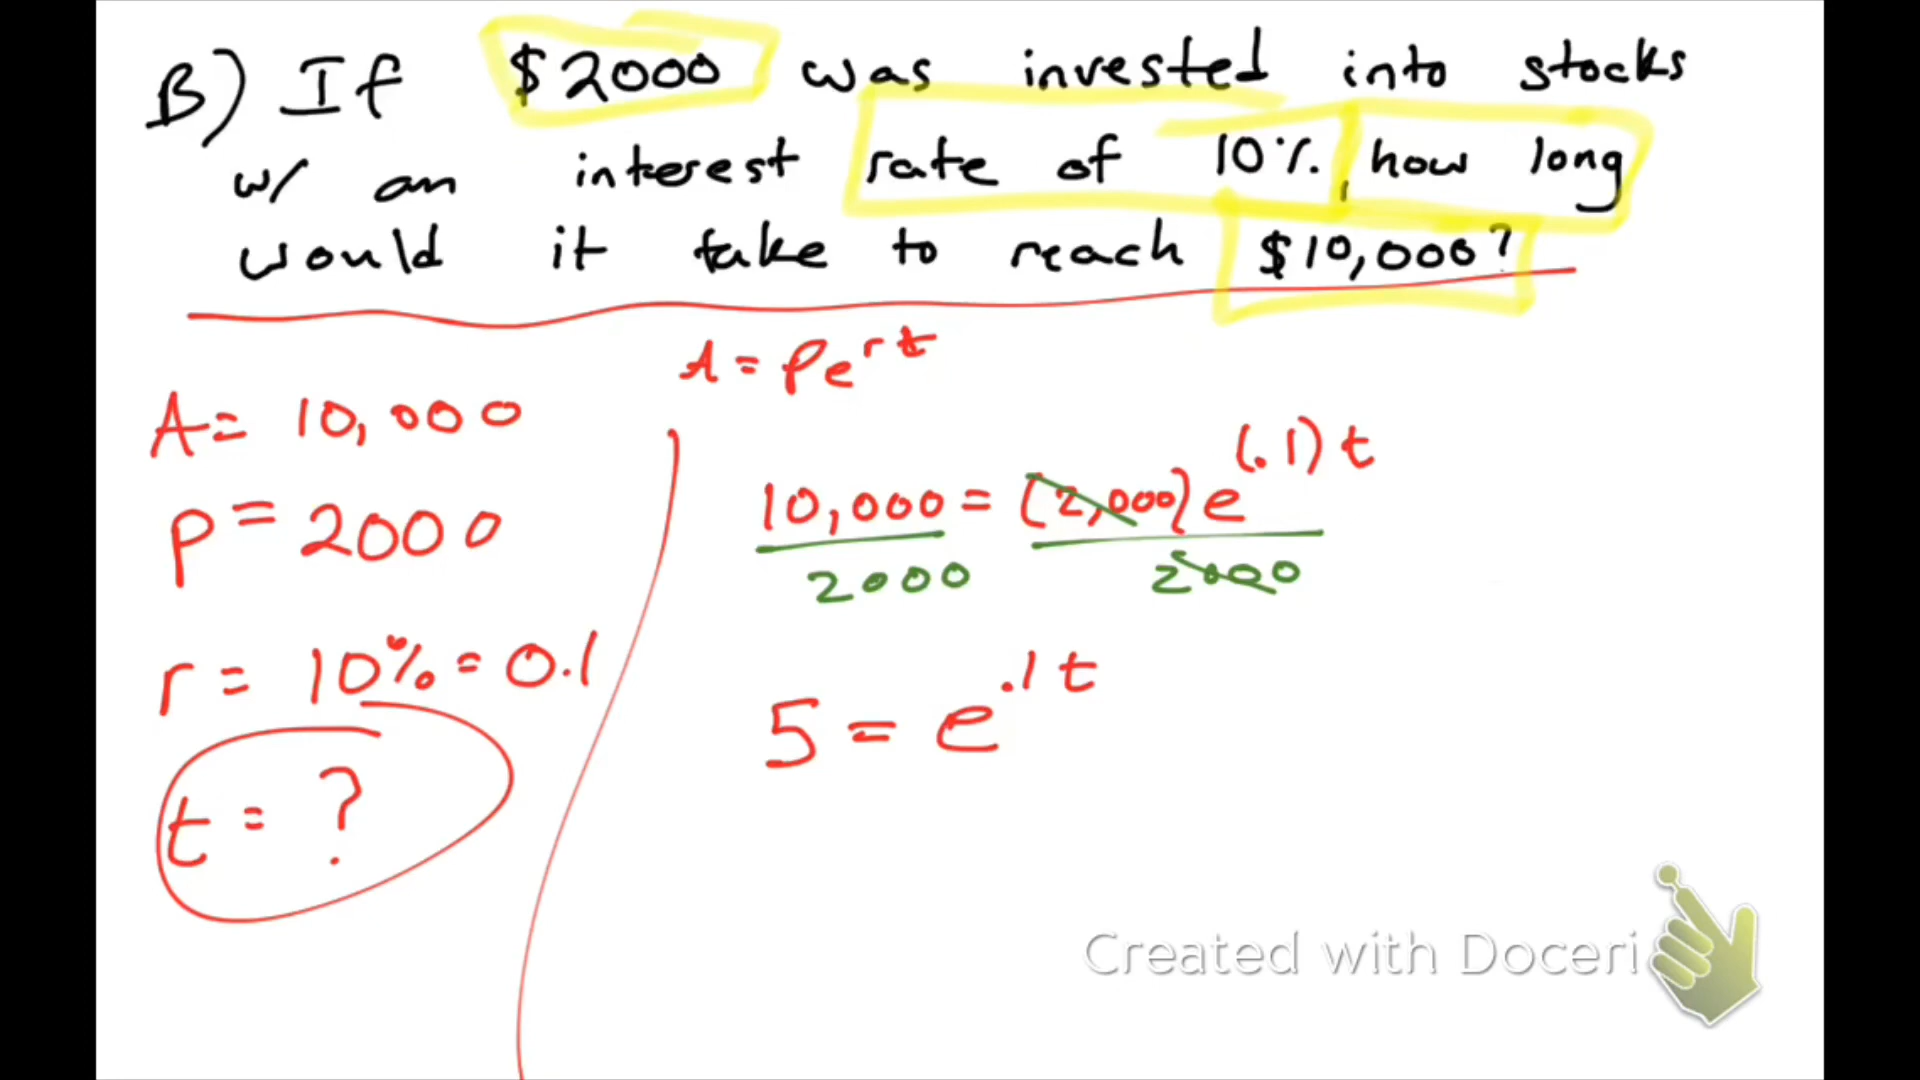 B) If $2000 was invested into stocks
w/ an interest rate of 10%, how long
would it take to reach $10,000?
A = Pe^rt
A = 10,000
P = 2000
r = 10% = 0.1
t = ?
10,000 = (2,000)e^(.1)t
2000 2000
5 = e^.1t
Created with Doceri